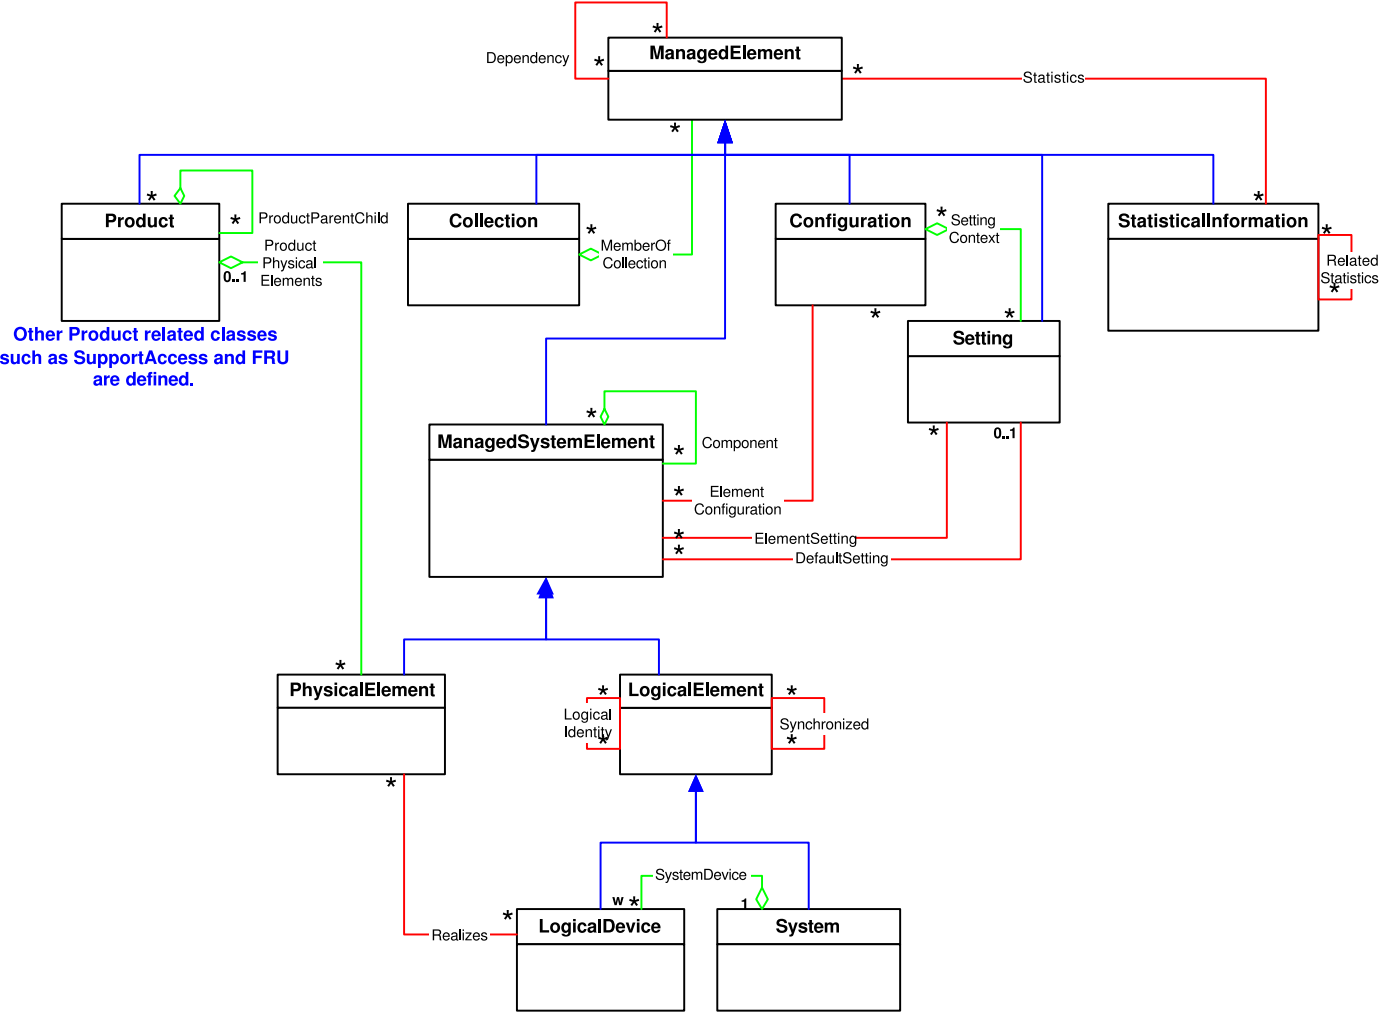 *
ManagedElement
Dependency
*
*
Statistics
*
*
Product
*
ProductParentChild
Product
Physical
Elements
0..1
Other Product related classes
such as SupportAccess and FRU
are defined.
Collection
*
MemberOf
Collection
Configuration
*
Setting
Context
*
*
Setting
*
0..1
*
StatisticalInformation
*
Related
Statistics
*
*
ManagedSystemElement
*
Component
*
Element
Configuration
*
ElementSetting
*
DefaultSetting
*
PhysicalElement
LogicalElement
*
Logical
Identity
*
*
Synchronized
*
*
SystemDevice
w *
1
*
LogicalDevice
System
Realizes